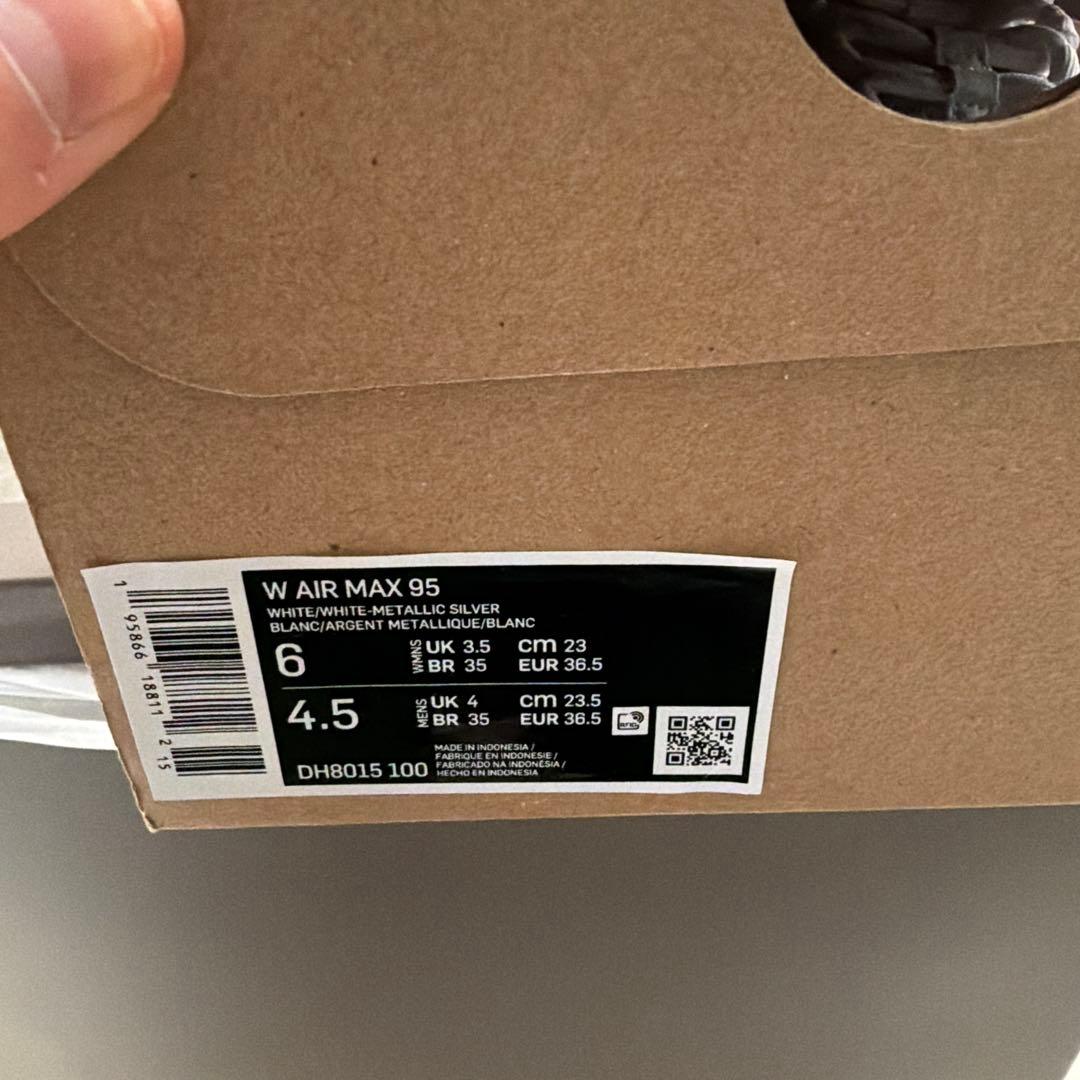 W AIR MAX 95
WHITE/WHITE-METALLIC SILVER
BLANC/ARGENT METALLIQUE/BLANC
6 WMNS UK 3.5 cm 23
BR 35 EUR 36.5
4.5 MENS UK 4 cm 23.5
BR 35 EUR 36.5
RFID
DH8015 100
MADE IN INDONESIA /
FABRIQUE EN INDONESIE /
FABRICADO NA INDONÉSIA /
HECHO EN INDONESIA
1 95866 18811 2 15